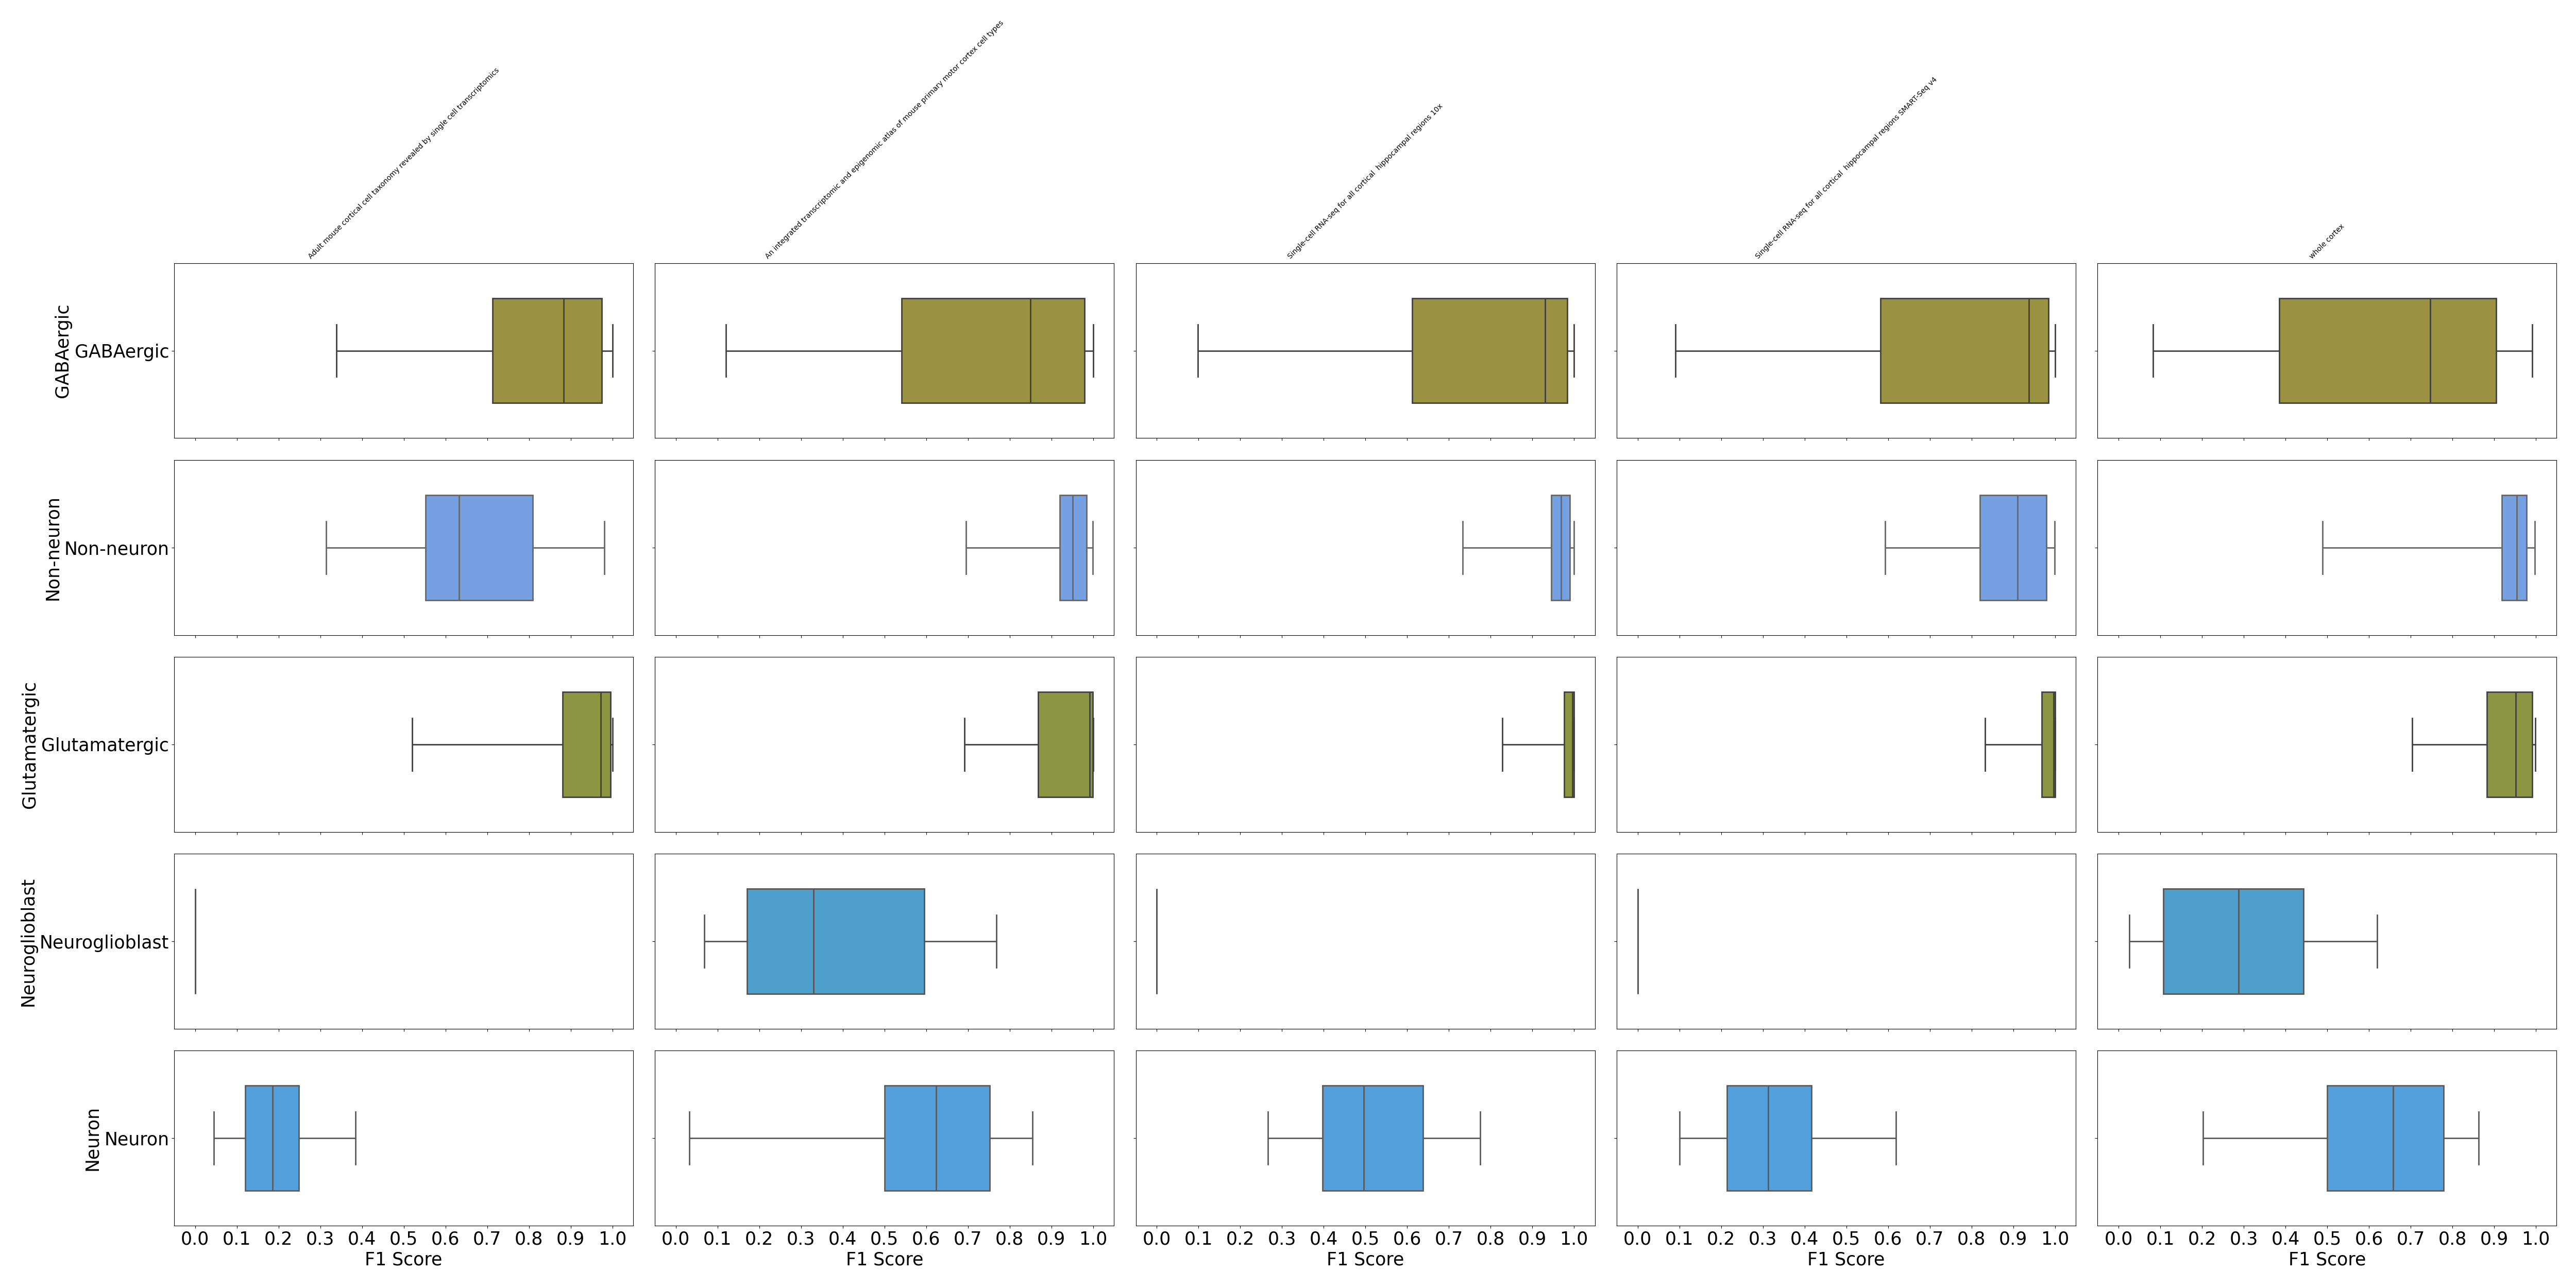 Adult mouse cortical cell taxonomy revealed by single cell transcriptomics
An integrated transcriptomic and epigenomic atlas of mouse primary motor cortex cell types
Single-cell RNA-seq for all cortical  hippocampal regions 10x
Single-cell RNA-seq for all cortical  hippocampal regions SMART-Seq v4
whole cortex
GABAergic
GABAergic
Non-neuron
Non-neuron
Glutamatergic
Glutamatergic
Neuroglioblast
Neuroglioblast
Neuron
Neuron
0.0 0.1 0.2 0.3 0.4 0.5 0.6 0.7 0.8 0.9 1.0
0.0 0.1 0.2 0.3 0.4 0.5 0.6 0.7 0.8 0.9 1.0
0.0 0.1 0.2 0.3 0.4 0.5 0.6 0.7 0.8 0.9 1.0
0.0 0.1 0.2 0.3 0.4 0.5 0.6 0.7 0.8 0.9 1.0
0.0 0.1 0.2 0.3 0.4 0.5 0.6 0.7 0.8 0.9 1.0
F1 Score
F1 Score
F1 Score
F1 Score
F1 Score